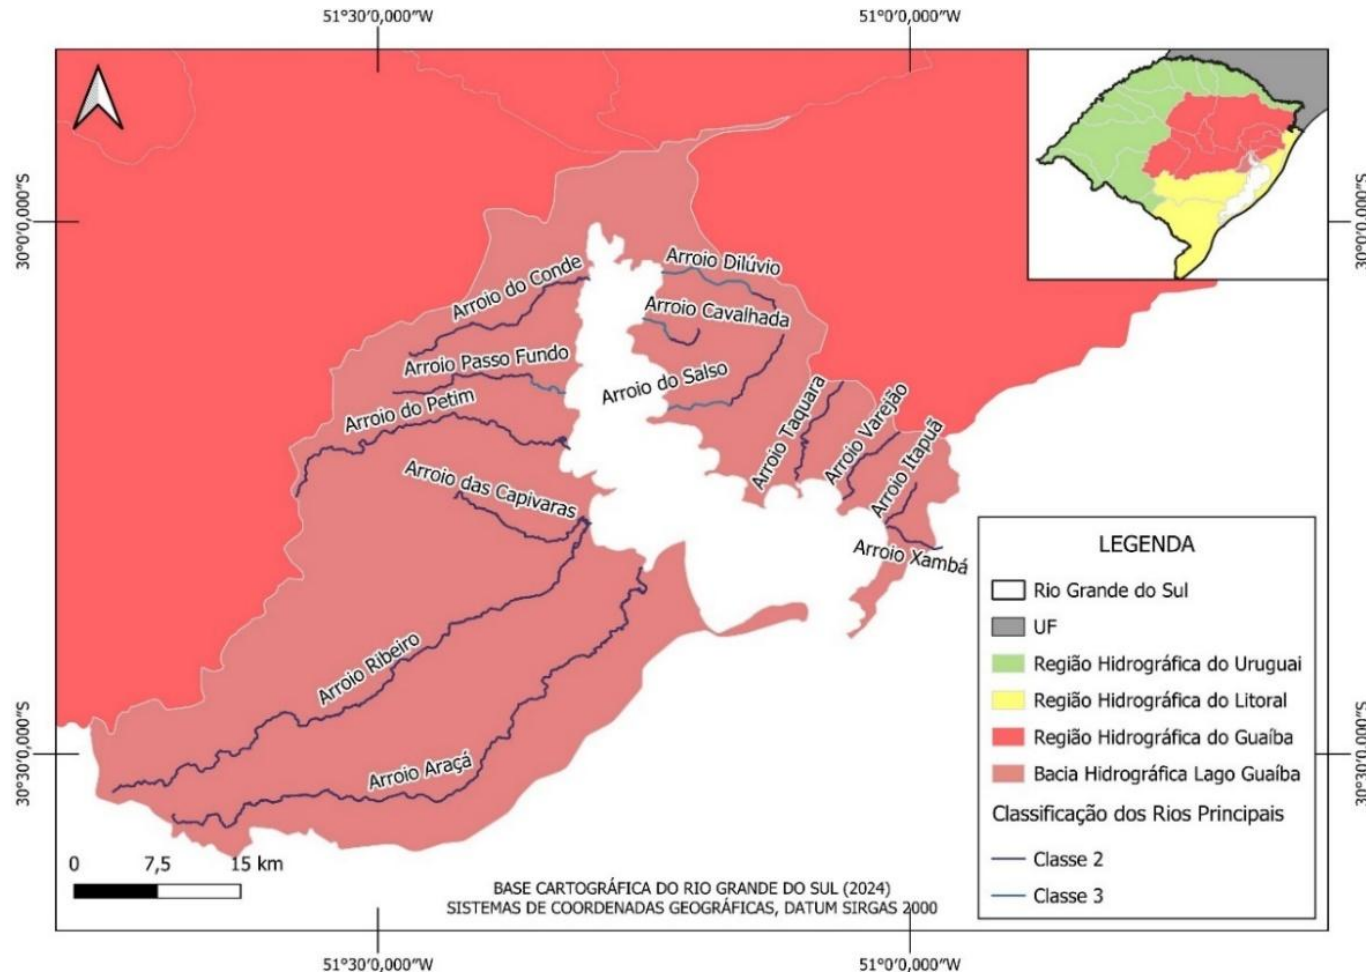 51°30'0,000"W
51°0'0,000"W
30°0'0,000"S
30°0'0,000"S
Arroio do Conde
Arroio Dilúvio
Arroio Cavalhada
Arroio Passo Fundo
Arroio do Salso
Arroio do Petim
Arroio Taquara
Arroio Varejão
Arroio Itapuã
Arroio das Capivaras
Arroio Xambá
Arroio Ribeiro
Arroio Araçá
LEGENDA
Rio Grande do Sul
UF
Região Hidrográfica do Uruguai
Região Hidrográfica do Litoral
Região Hidrográfica do Guaíba
Bacia Hidrográfica Lago Guaíba
Classificação dos Rios Principais
Classe 2
Classe 3
30°30'0,000"S
30°30'0,000"S
0 7,5 15 km
BASE CARTOGRÁFICA DO RIO GRANDE DO SUL (2024)
SISTEMAS DE COORDENADAS GEOGRÁFICAS, DATUM SIRGAS 2000
51°30'0,000"W
51°0'0,000"W